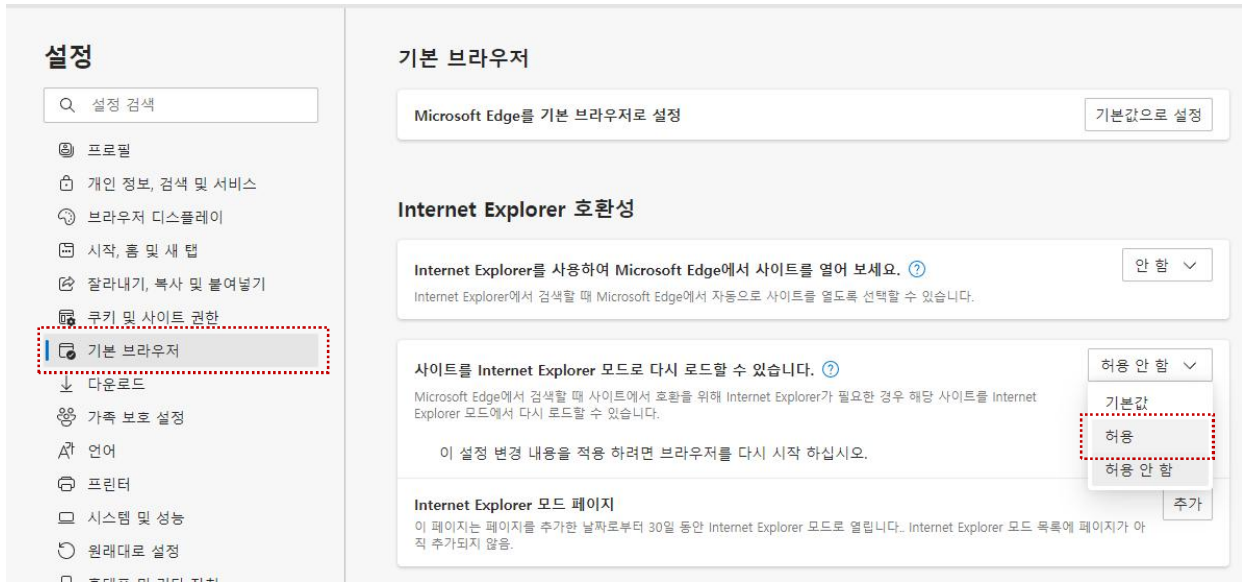 설정
설정 검색
프로필
개인 정보, 검색 및 서비스
브라우저 디스플레이
시작, 홈 및 새 탭
잘라내기, 복사 및 붙여넣기
쿠키 및 사이트 권한
기본 브라우저
다운로드
가족 보호 설정
언어
프린터
시스템 및 성능
원래대로 설정
기본 브라우저
Microsoft Edge를 기본 브라우저로 설정
기본값으로 설정
Internet Explorer 호환성
Internet Explorer를 사용하여 Microsoft Edge에서 사이트를 열어 보세요.
안 함
Internet Explorer에서 검색할 때 Microsoft Edge에서 자동으로 사이트를 열도록 선택할 수 있습니다.
사이트를 Internet Explorer 모드로 다시 로드할 수 있습니다.
허용 안 함
Microsoft Edge에서 검색할 때 사이트에서 호환을 위해 Internet Explorer가 필요한 경우 해당 사이트를 Internet
Explorer 모드에서 다시 로드할 수 있습니다.
기본값
허용
허용 안 함
이 설정 변경 내용을 적용 하려면 브라우저를 다시 시작 하십시오.
Internet Explorer 모드 페이지
추가
이 페이지는 페이지를 추가한 날짜로부터 30일 동안 Internet Explorer 모드로 열립니다.. Internet Explorer 모드 목록에 페이지가 아
직 추가되지 않음.